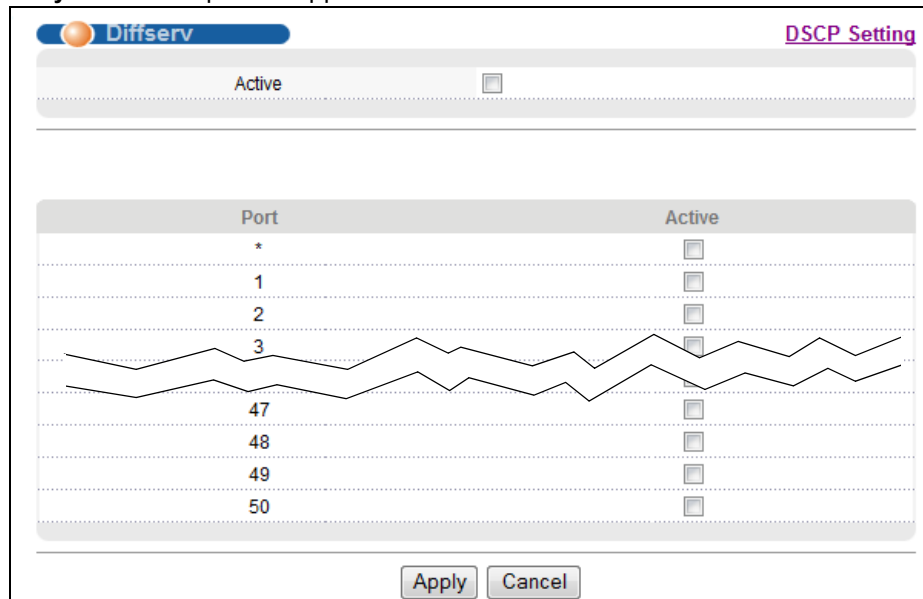 Diffserv DSCP Setting
Active
Port Active
*
1
2
3
47
48
49
50
Apply Cancel